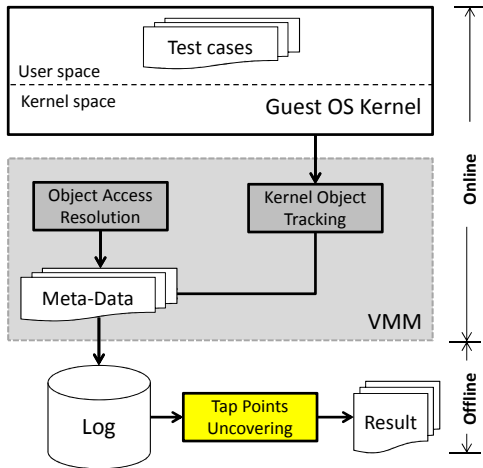 Test cases
User space
Kernel space
Guest OS Kernel
Object Access
Resolution
Kernel Object
Tracking
Meta-Data
VMM
Online
Log
Tap Points
Uncovering
Result
Offline